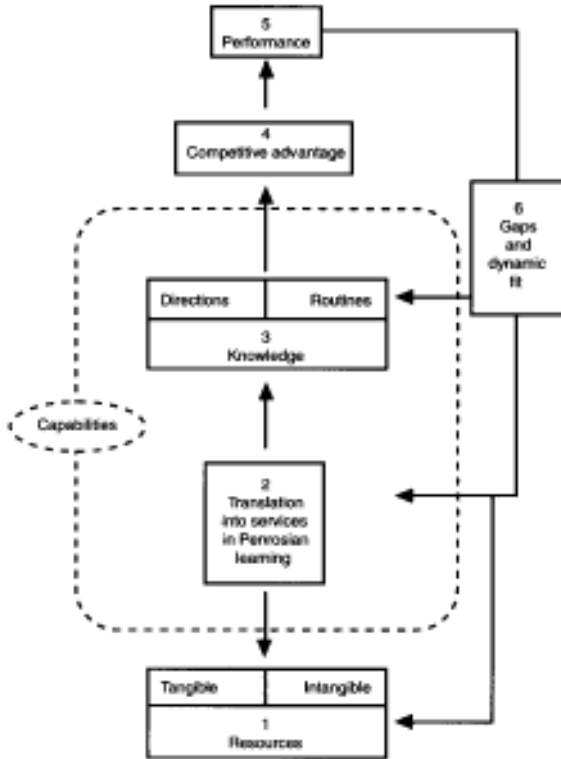 5
Performance
4
Competitive advantage
6
Gaps
and
dynamic
fit
Directions
Routines
3
Knowledge
Capabilities
2
Translation
into services
in Penrosian
learning
Tangible
Intangible
1
Resources